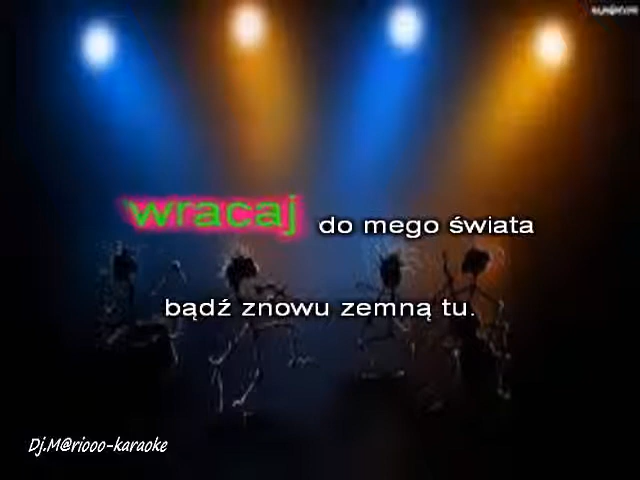 wracaj do mego świata
bądź znowu zemną tu.
Dj.M@riooo-karaoke